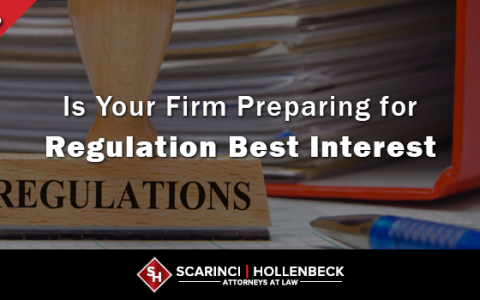 Is Your Firm Preparing for
Regulation Best Interest
REGULATIONS
SH
SCARINCI | HOLLENBECK
ATTORNEYS AT LAW